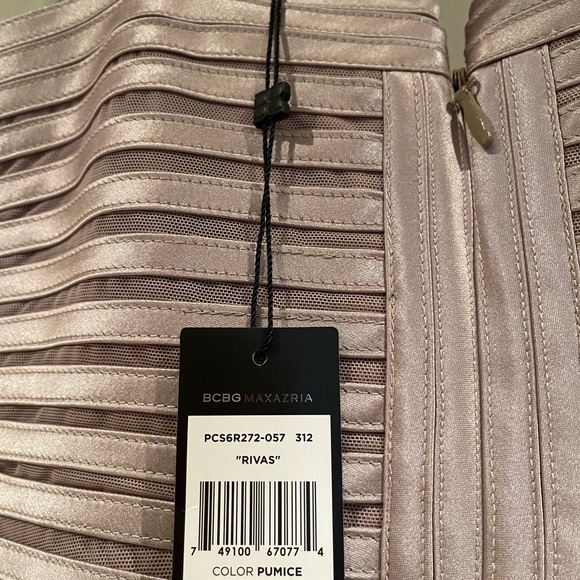 BCBGMAXAZRIA
PCS6R272-057 312
"RIVAS"
7 49100 67077 4
COLOR PUMICE